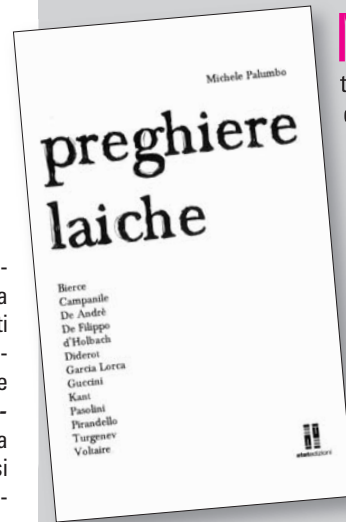 Michele Palumbo
preghiere
laiche
Bierce
Campanile
De Andrè
De Filippo
d'Holbach
Diderot
Garcia Lorca
Guccini
Kant
Pasolini
Pirandello
Turgenev
Voltaire
statedizioni